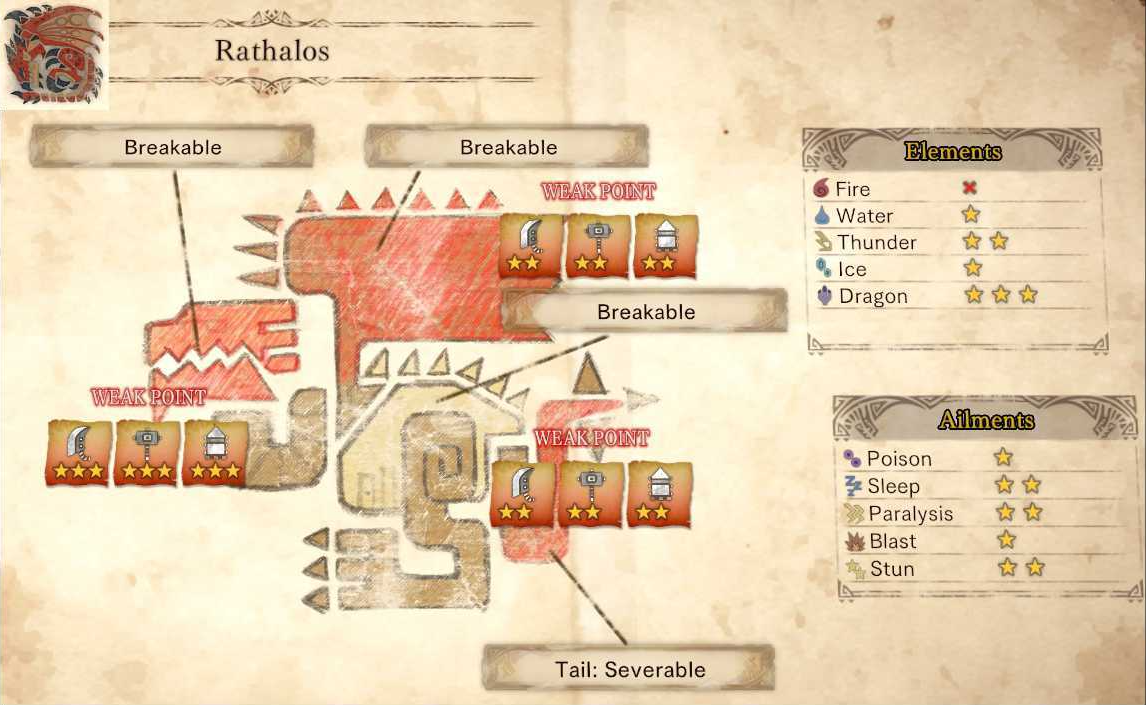 Rathalos
Breakable
Breakable
WEAK POINT
Breakable
WEAK POINT
WEAK POINT
Tail: Severable
Elements
Fire
Water
Thunder
Ice
Dragon
Ailments
Poison
Sleep
Paralysis
Blast
Stun